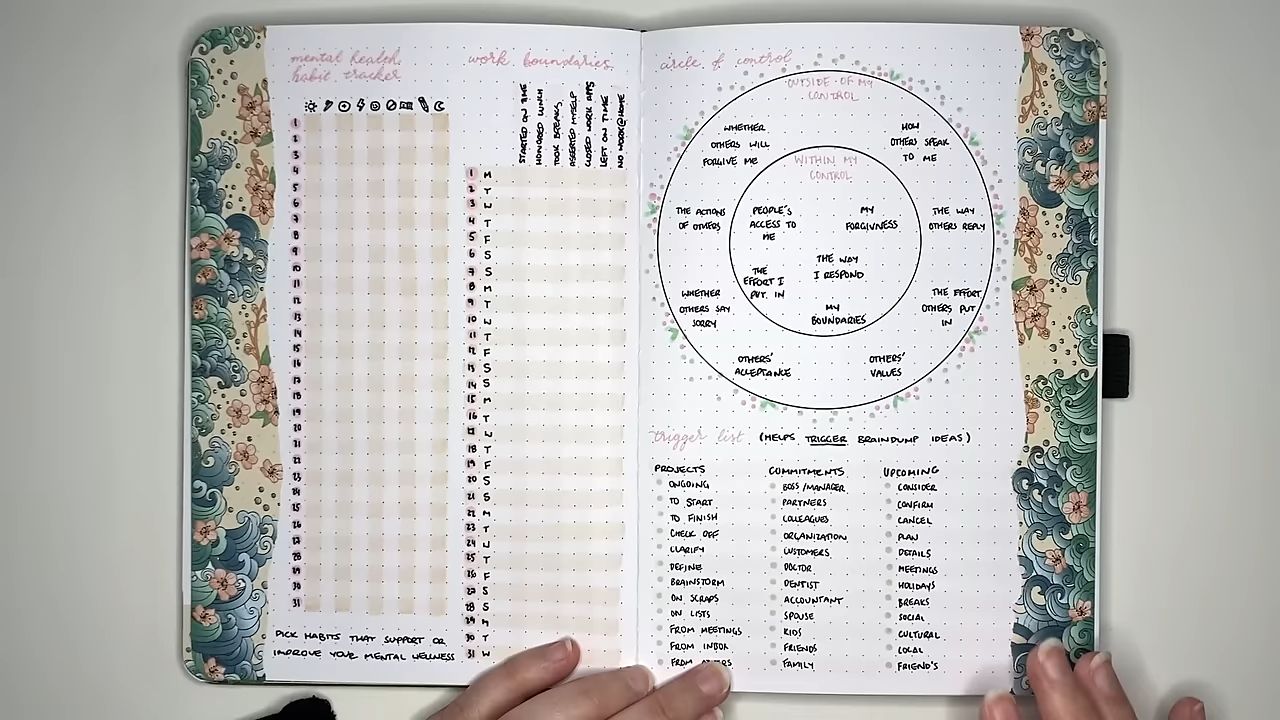 mental health
habit tracker
1
2
3
4
5
6
7
8
9
10
11
12
13
14
15
16
17
18
19
20
21
22
23
24
25
26
27
28
29
30
31
PICK HABITS THAT SUPPORT OR
IMPROVE YOUR MENTAL WELLNESS
work boundaries
STARTED ON TIME
HONORED LUNCH
TOOK BREAKS
ASSERTED MYSELF
CLOSED WORK APPS
LEFT ON TIME
NO WORK@HOME
1 M
2 T
3 W
4 T
5 F
6 S
7 S
8 M
9 T
10 W
11 T
12 F
13 S
14 S
15 M
16 T
17 W
18 T
19 F
20 S
21 S
22 M
23 T
24 W
25 T
26 F
27 S
28 S
29 M
30 T
31 W
circle of control
OUTSIDE OF MY
CONTROL
WHETHER
OTHERS WILL
FORGIVE ME
HOW
OTHERS SPEAK
TO ME
WITHIN MY
CONTROL
THE ACTIONS
OF OTHERS
PEOPLE'S
ACCESS TO
ME
MY
FORGIVNESS
THE WAY
OTHERS REPLY
THE WAY
I RESPOND
THE
EFFORT I
PUT IN
MY
BOUNDARIES
WHETHER
OTHERS SAY
SORRY
THE EFFORT
OTHERS PUT
IN
OTHERS'
ACCEPTANCE
OTHERS'
VALUES
trigger list (HELPS TRIGGER BRAINDUMP IDEAS)
PROJECTS
ONGOING
TO START
TO FINISH
CHECK OFF
CLARIFY
DEFINE
BRAINSTORM
ON SCRAPS
ON LISTS
FROM MEETINGS
FROM INBOX
FROM
COMMITMENTS
BOSS/MANAGER
PARTNERS
COLLEAGUES
ORGANIZATION
CUSTOMERS
DOCTOR
DENTIST
ACCOUNTANT
SPOUSE
KIDS
FRIENDS
FAMILY
UPCOMING
CONSIDER
CONFIRM
CANCEL
PLAN
DETAILS
MEETINGS
HOLIDAYS
BREAKS
SOCIAL
CULTURAL
LOCAL
FRIEND'S